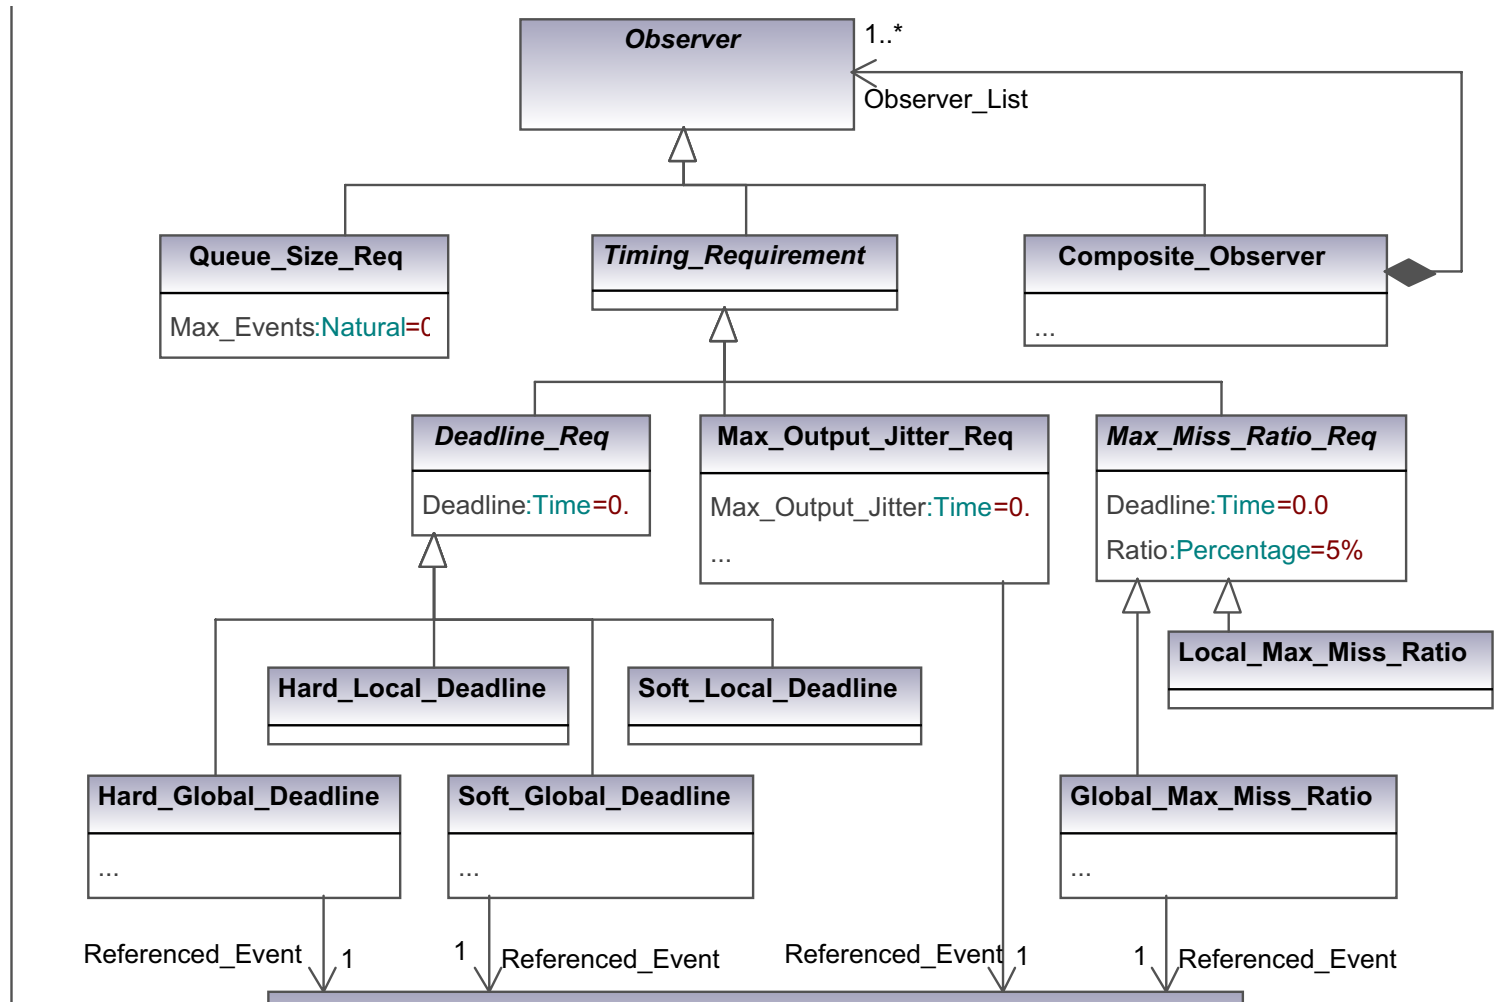 Observer
1..*
Observer_List
Queue_Size_Req
Timing_Requirement
Composite_Observer
Max_Events:Natural=0
...
Deadline_Req
Max_Output_Jitter_Req
Max_Miss_Ratio_Req
Deadline:Time=0.
Max_Output_Jitter:Time=0.
...
Deadline:Time=0.0
Ratio:Percentage=5%
Hard_Local_Deadline
Soft_Local_Deadline
Local_Max_Miss_Ratio
Hard_Global_Deadline
Soft_Global_Deadline
Global_Max_Miss_Ratio
...
...
...
Referenced_Event 1
1 Referenced_Event
Referenced_Event 1
1 Referenced_Event